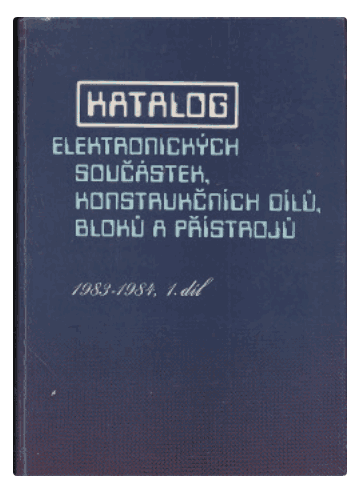 KATALOG
ELEKTRONICKÝCH
SOUČÁSTEK,
KONSTRUKČNÍCH DÍLŮ,
BLOKŮ A PŘÍSTROJŮ
1983-1984, 1. díl